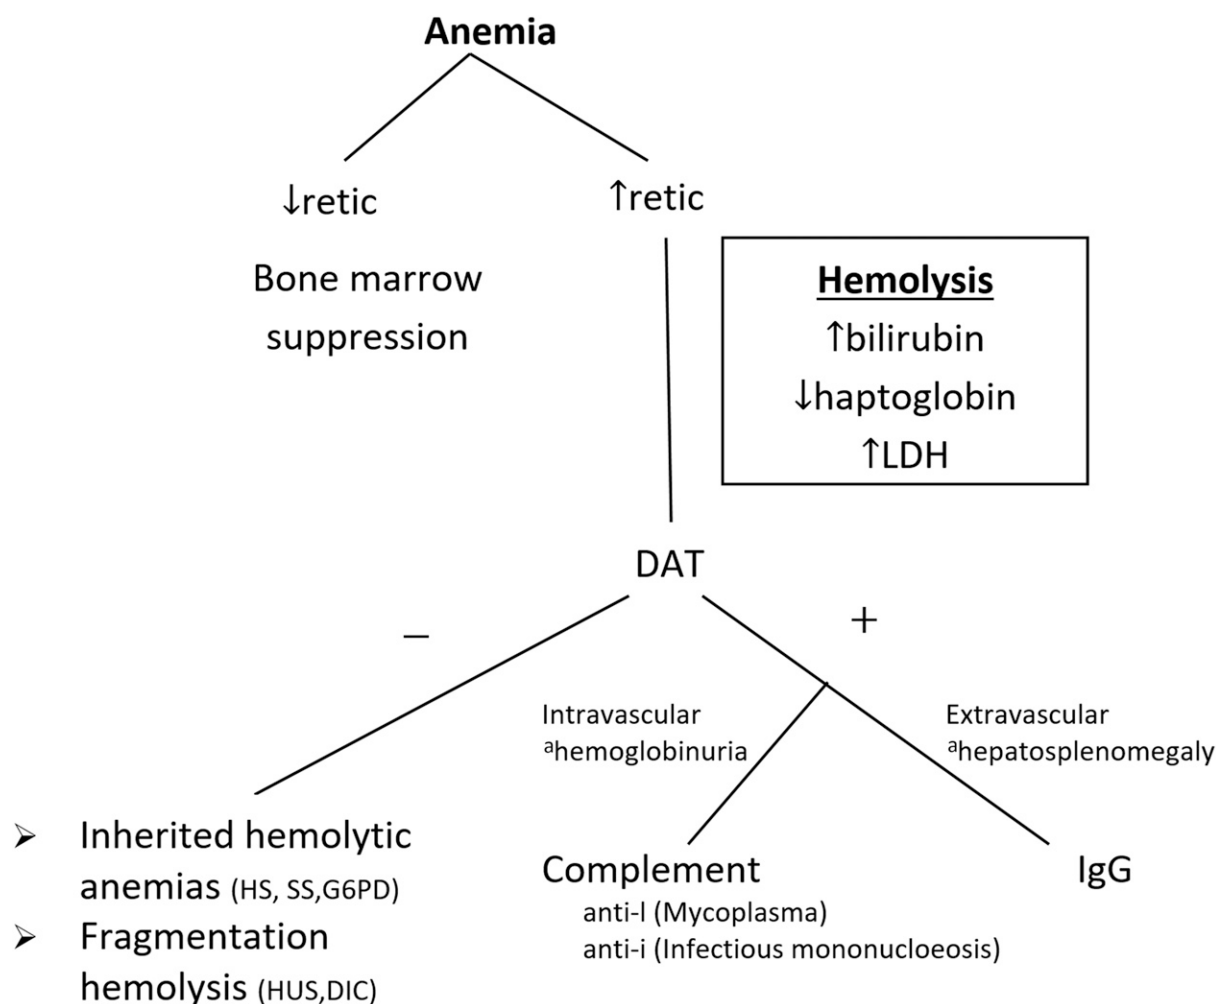 Anemia
↓retic
↑retic
Bone marrow
suppression
Hemolysis
↑bilirubin
↓haptoglobin
↑LDH
DAT
–
+
Intravascular
ᵃhemoglobinuria
Extravascular
ᵃhepatosplenomegaly
➢ Inherited hemolytic
anemias (HS, SS,G6PD)
➢ Fragmentation
hemolysis (HUS,DIC)
Complement
anti-l (Mycoplasma)
anti-i (Infectious mononucloeosis)
IgG